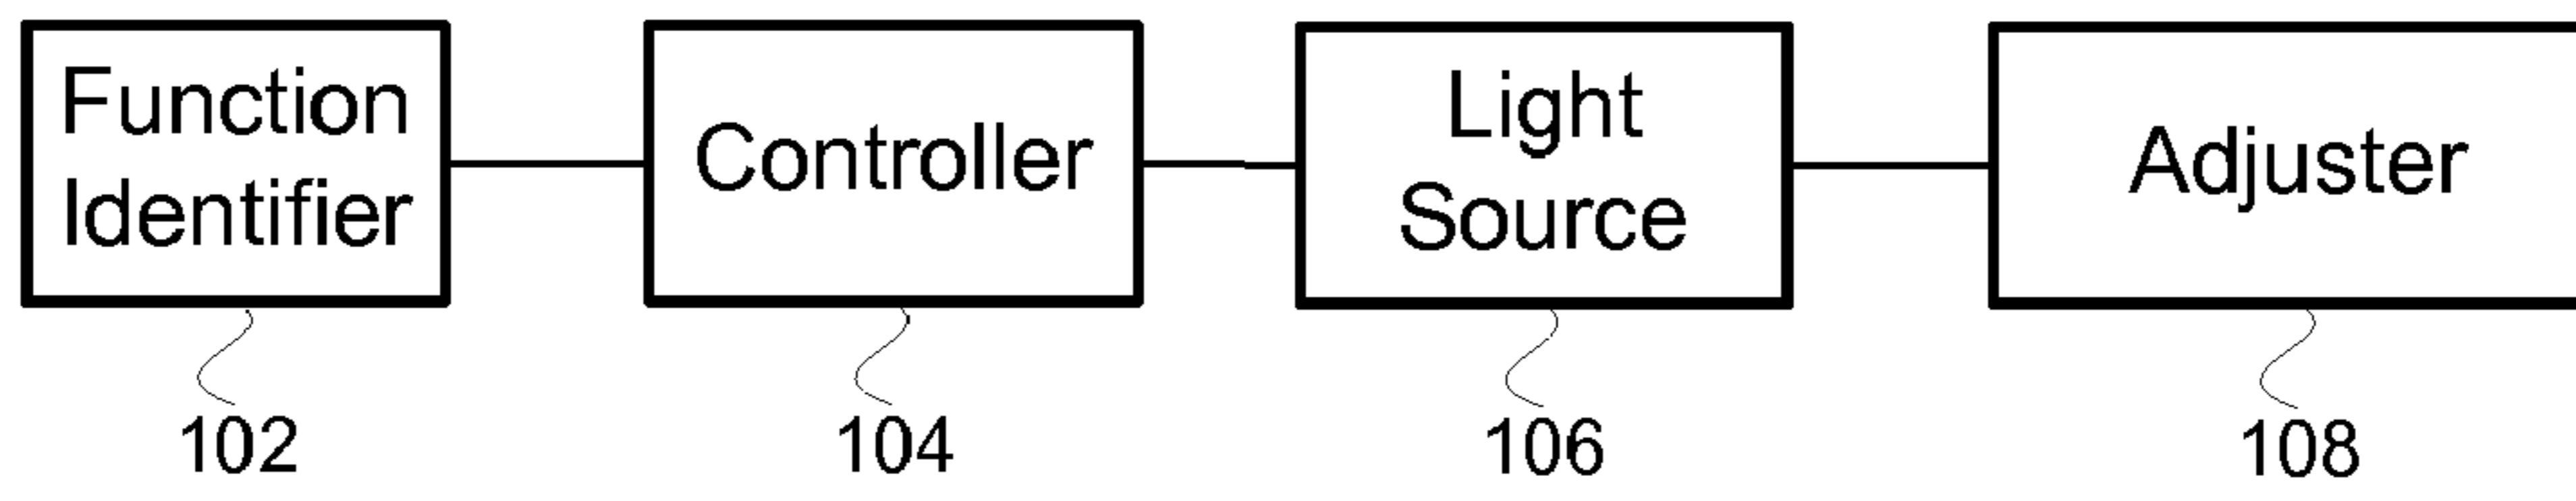 Function
Identifier
Controller
Light
Source
Adjuster
102
104
106
108